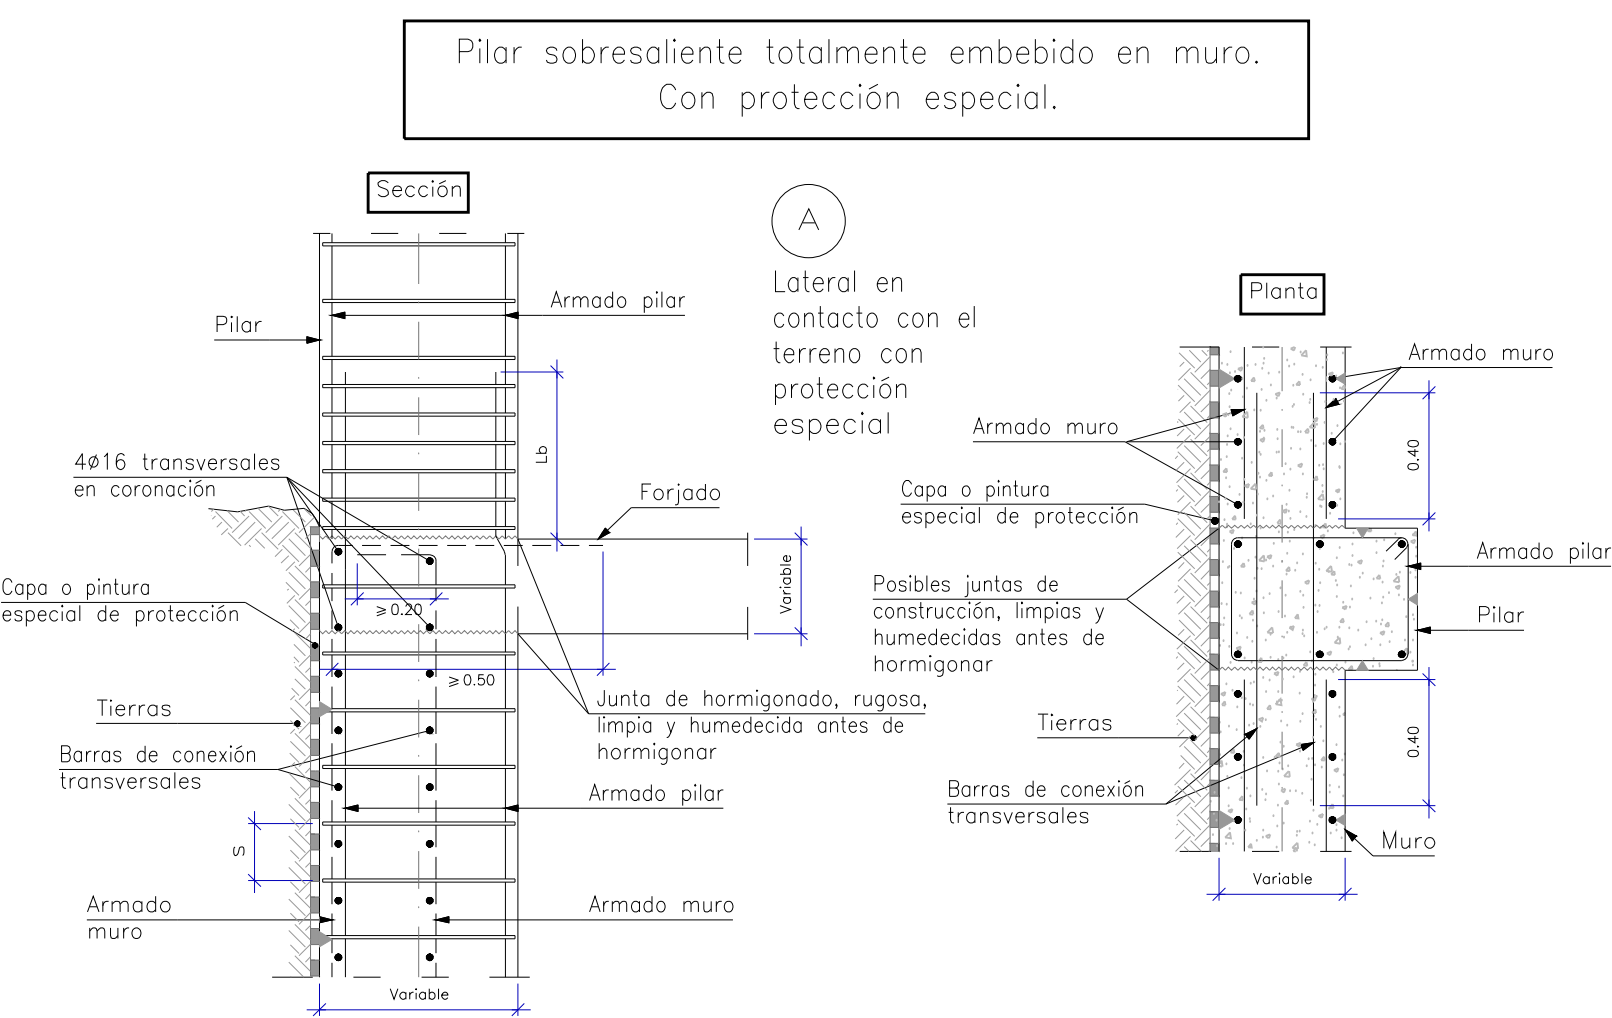 Pilar sobresaliente totalmente embebido en muro.
Con protección especial.
Sección
A
Lateral en
contacto con el
terreno con
protección
especial
Pilar
Armado pilar
Lb
4ø16 transversales
en coronación
Forjado
Variable
Capa o pintura
especial de protección
≥0.20
≥0.50
Tierras
Junta de hormigonado, rugosa,
limpia y humedecida antes de
hormigonar
Barras de conexión
transversales
Armado pilar
S
Armado
muro
Armado muro
Variable
Planta
Armado muro
Armado muro
0.40
Capa o pintura
especial de protección
Armado pilar
Posibles juntas de
construcción, limpias y
humedecidas antes de
hormigonar
Pilar
Tierras
0.40
Barras de conexión
transversales
Muro
Variable